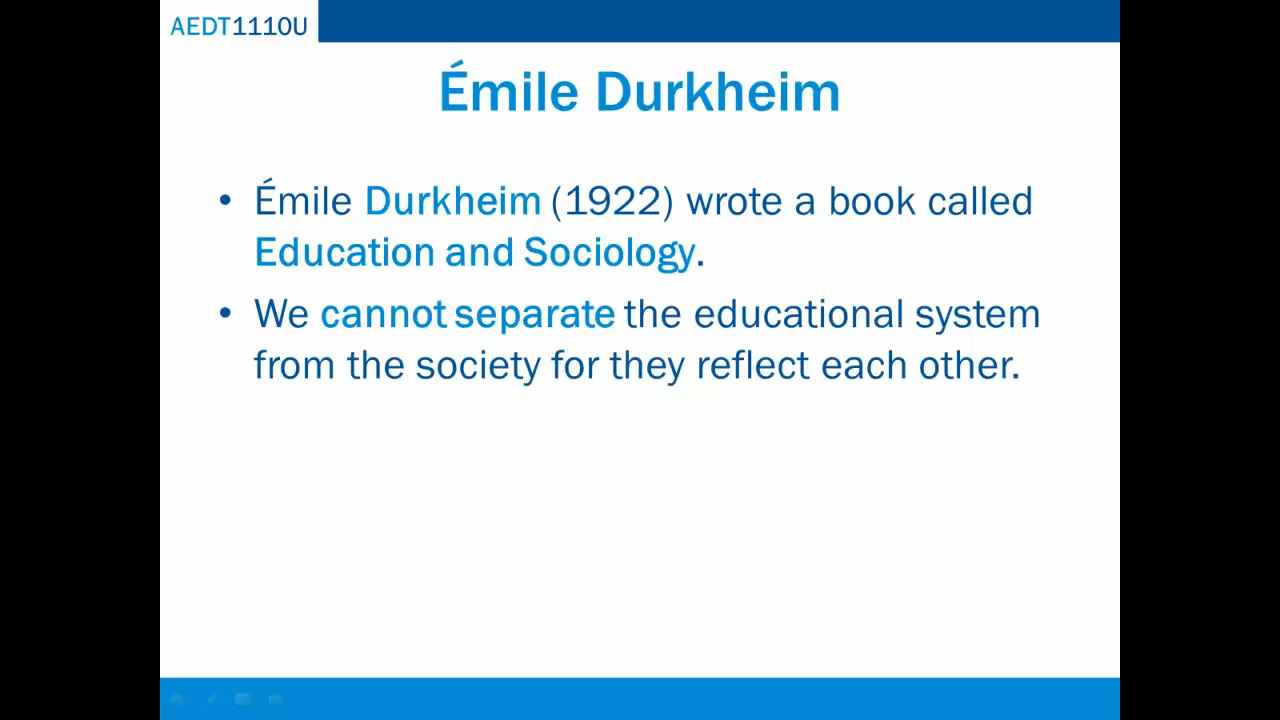 AEDT1110U
Émile Durkheim
• Émile Durkheim (1922) wrote a book called
Education and Sociology.
• We cannot separate the educational system
from the society for they reflect each other.